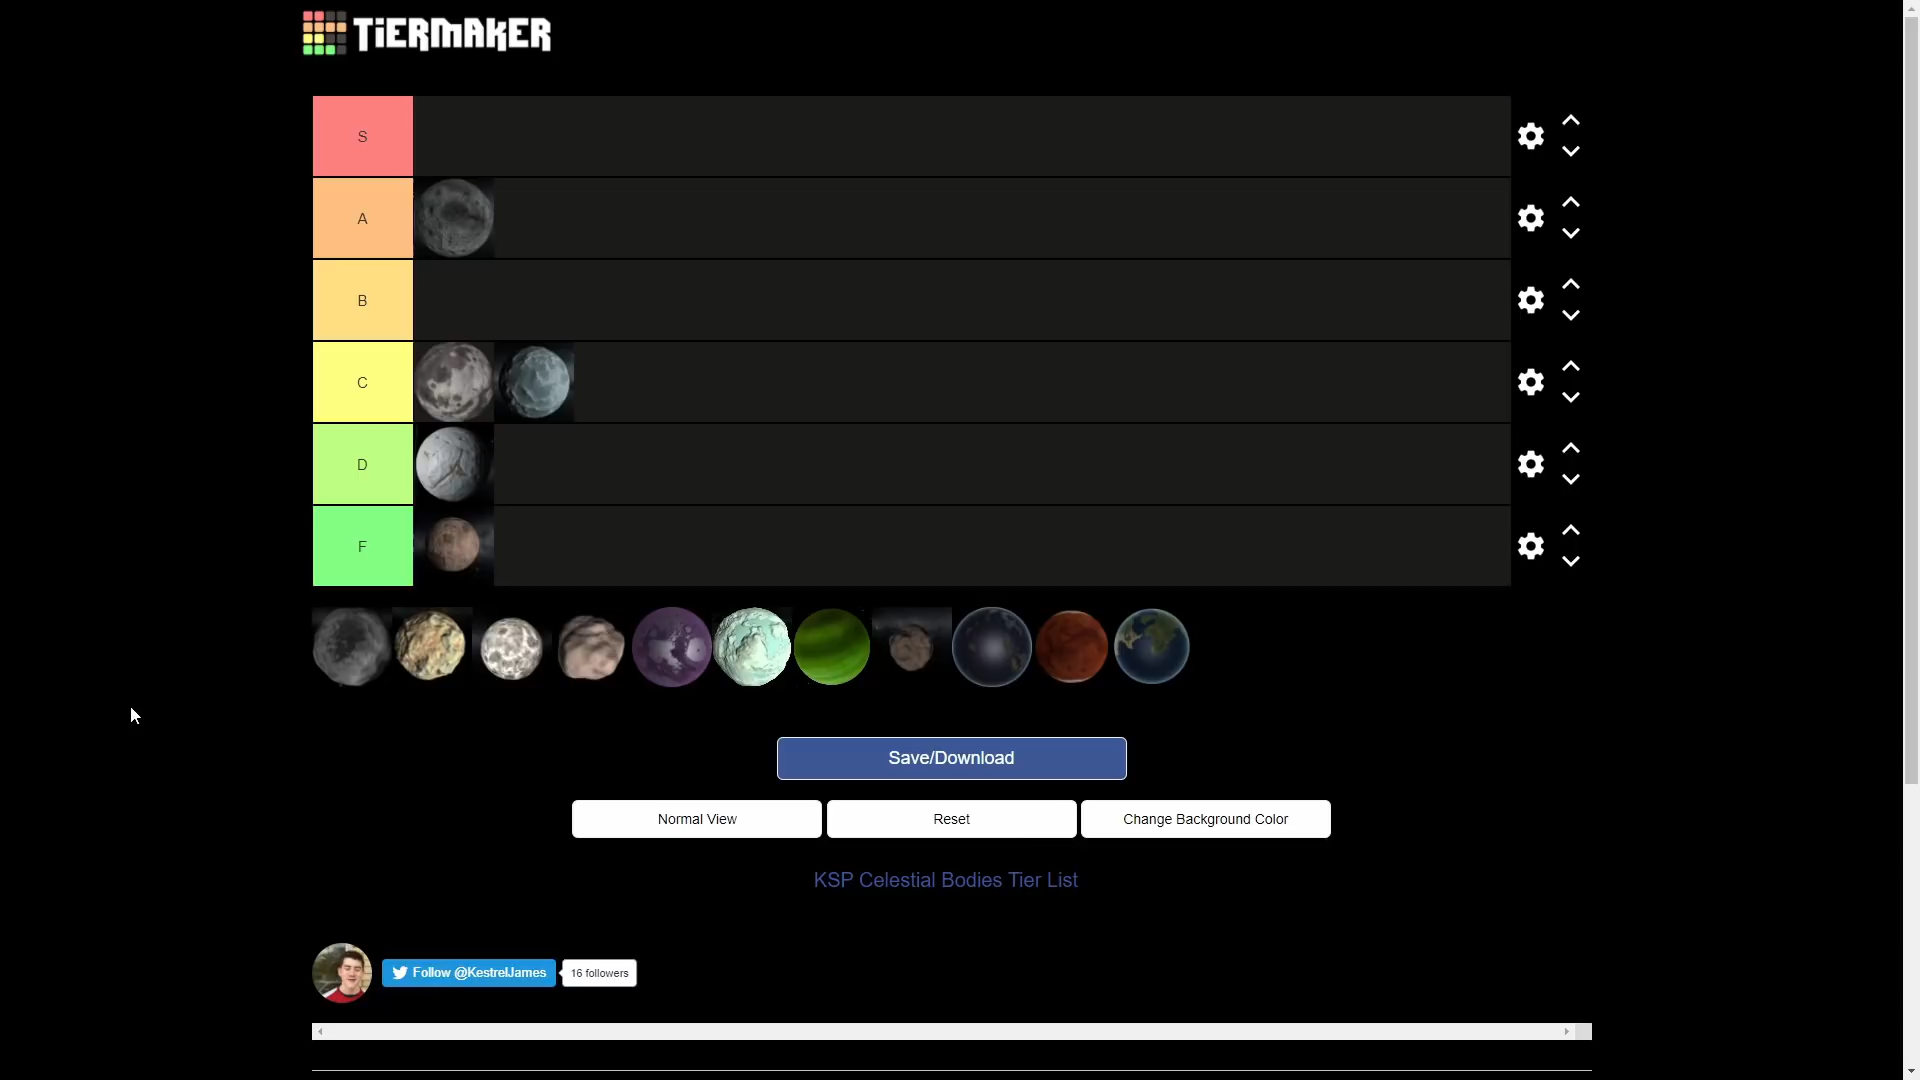 TiERMAKER
S
A
B
C
D
F
Save/Download
Normal View
Reset
Change Background Color
KSP Celestial Bodies Tier List
Follow @KestrelJames
16 followers